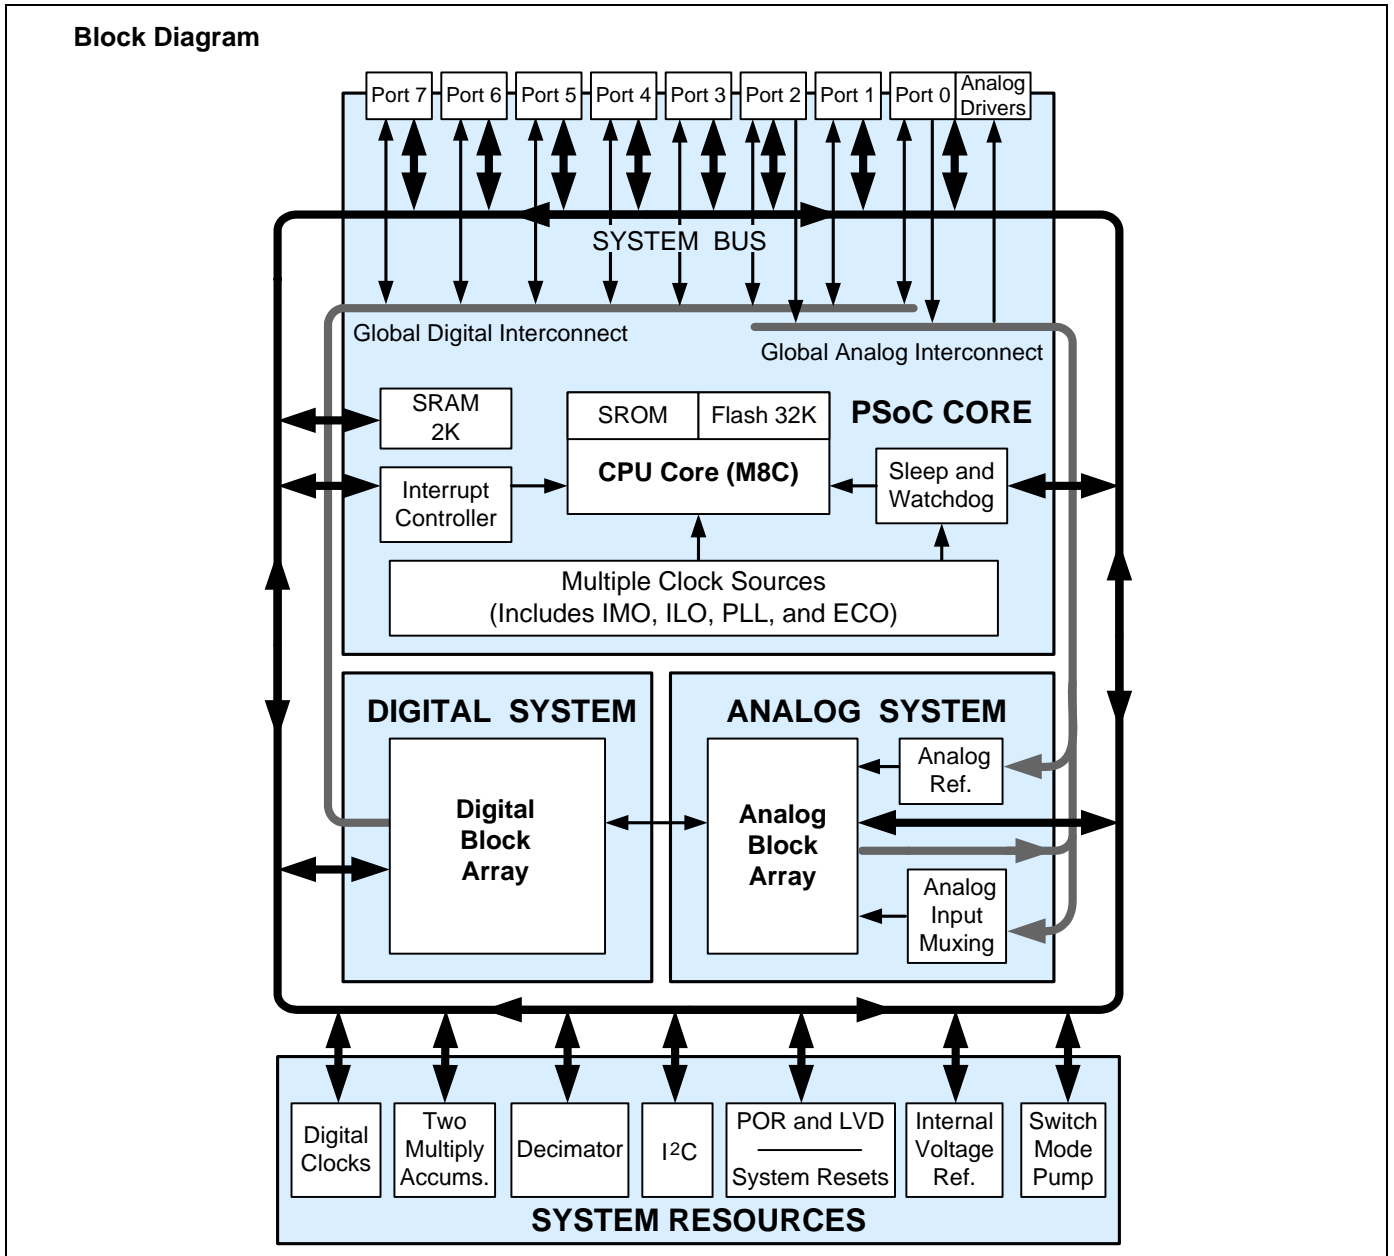 Block Diagram
Port 7 Port 6 Port 5 Port 4 Port 3 Port 2 Port 1 Port 0 Analog
Drivers
SYSTEM BUS
Global Digital Interconnect
Global Analog Interconnect
SRAM
2K
SROM Flash 32K
PSoC CORE
CPU Core (M8C)
Interrupt
Controller
Sleep and
Watchdog
Multiple Clock Sources
(Includes IMO, ILO, PLL, and ECO)
DIGITAL SYSTEM
Digital
Block
Array
ANALOG SYSTEM
Analog
Block
Array
Analog
Ref.
Analog
Input
Muxing
Digital
Clocks
Two
Multiply
Accums.
Decimator
I²C
POR and LVD
System Resets
Internal
Voltage
Ref.
Switch
Mode
Pump
SYSTEM RESOURCES